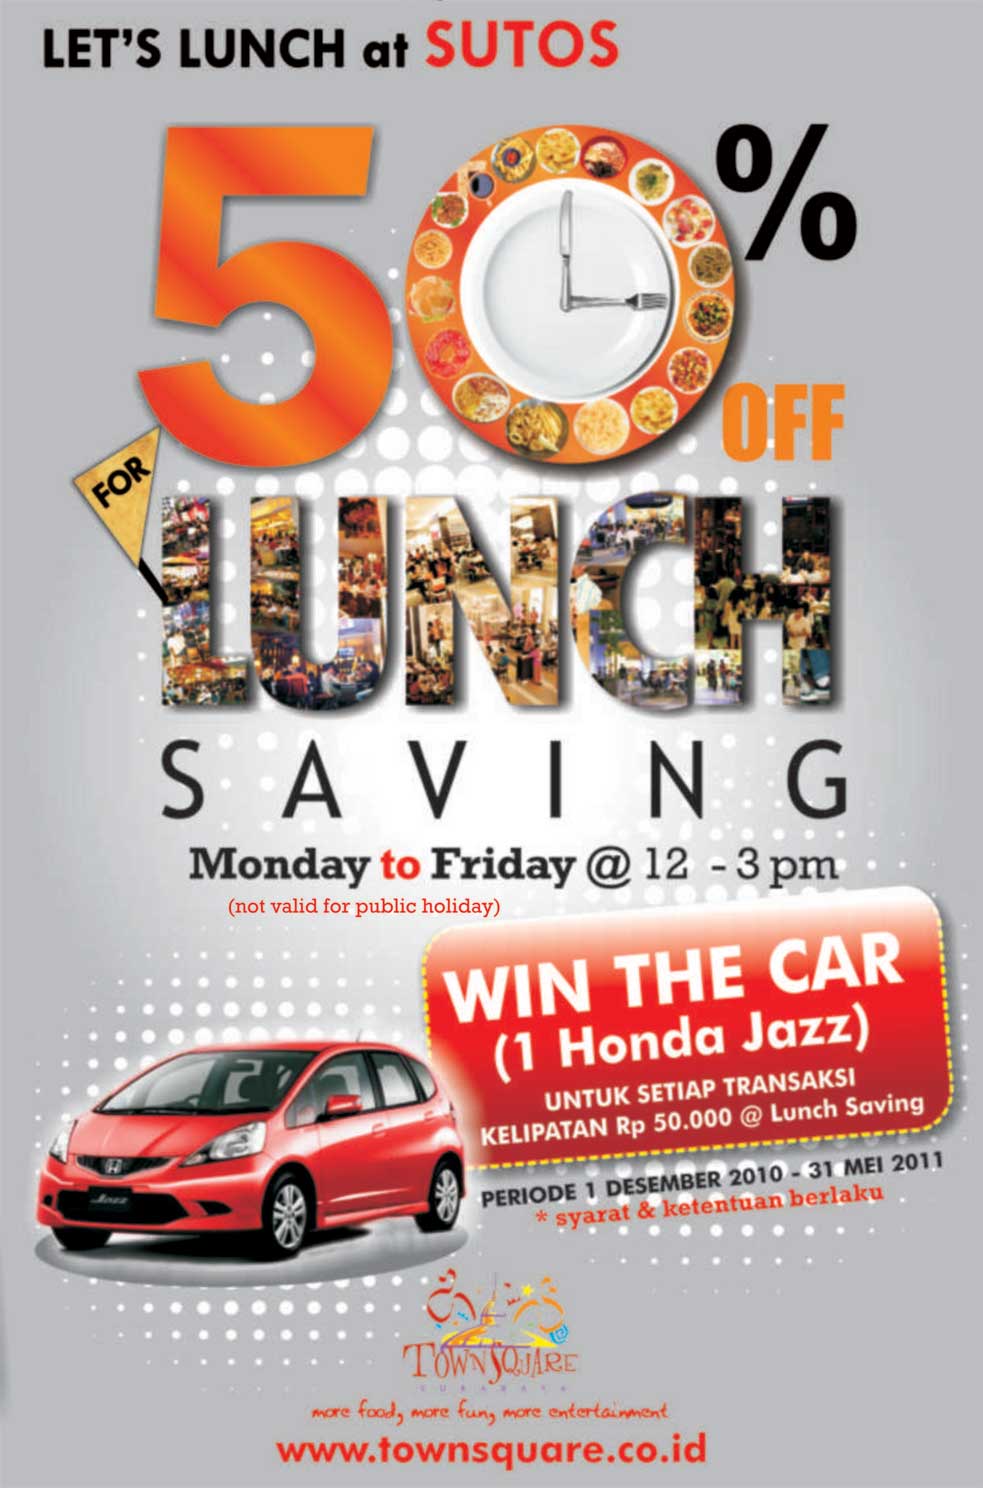 LET'S LUNCH at SUTOS
50%
OFF
FOR
LUNCH
SAVING
Monday to Friday @ 12 - 3 pm
(not valid for public holiday)
WIN THE CAR
(1 Honda Jazz)
UNTUK SETIAP TRANSAKSI
KELIPATAN Rp 50.000 @ Lunch Saving
PERIODE 1 DESEMBER 2010 - 31 MEI 2011
* syarat & ketentuan berlaku
Jazz
TOWNSQUARE
SURABAYA
more food, more fun, more entertainment
www.townsquare.co.id